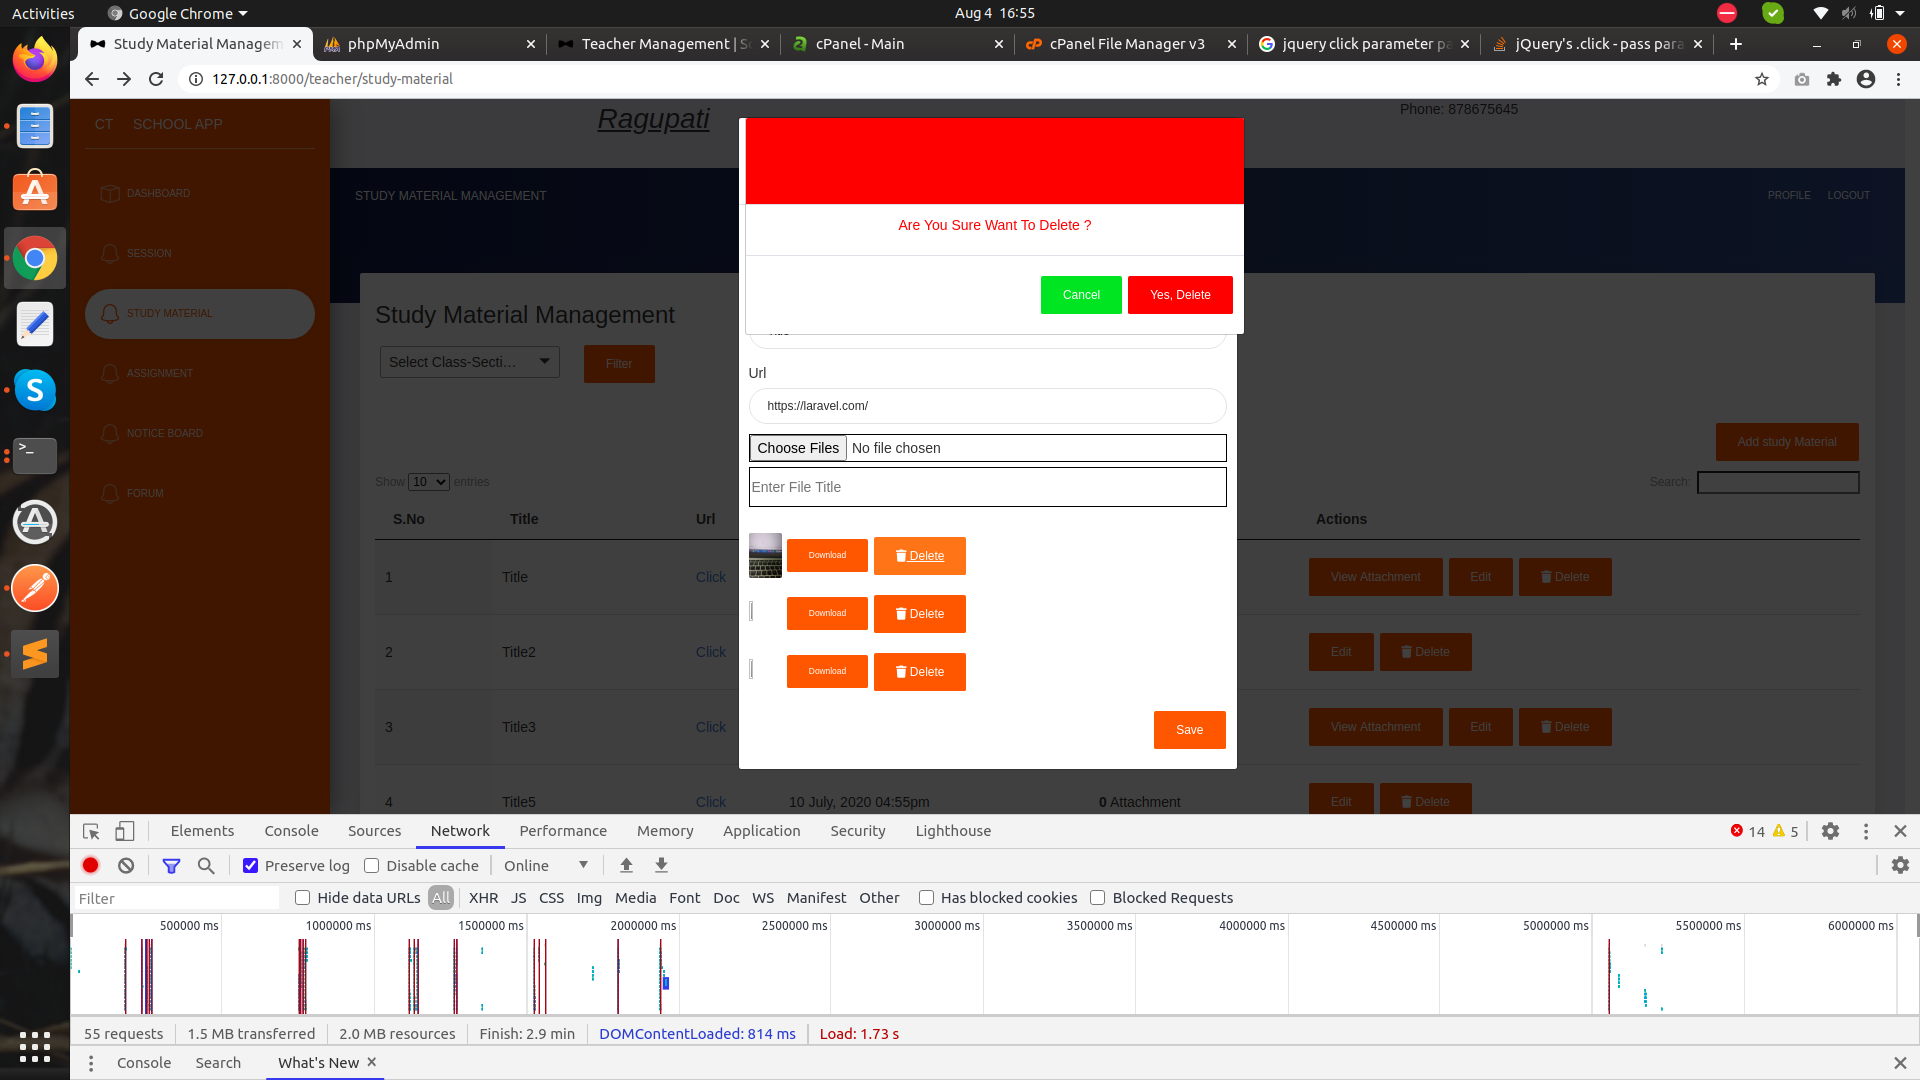 Activities
Google Chrome
Aug 4 16:55
Study Material Managem
phpMyAdmin
Teacher Management | S
cPanel - Main
cPanel File Manager v3
jquery click parameter pa
jQuery's .click - pass para
127.0.0.1:8000/teacher/study-material
CT SCHOOL APP
Ragupati
Phone: 878675645
DASHBOARD
SESSION
STUDY MATERIAL
ASSIGNMENT
NOTICE BOARD
FORUM
STUDY MATERIAL MANAGEMENT
PROFILE LOGOUT
Are You Sure Want To Delete ?
Cancel Yes, Delete
Study Material Management
Select Class-Secti...
Filter
Url
https://laravel.com/
Choose Files No file chosen
Enter File Title
Download Delete
Download Delete
Download Delete
Save
Add study Material
Show 10 entries
Search:
S.No Title Url Actions
1 Title Click View Attachment Edit Delete
2 Title2 Click Edit Delete
3 Title3 Click View Attachment Edit Delete
4 Title5 Click 10 July, 2020 04:55pm 0 Attachment Edit Delete
Elements Console Sources Network Performance Memory Application Security Lighthouse 14 5
Preserve log Disable cache Online
Filter Hide data URLs All XHR JS CSS Img Media Font Doc WS Manifest Other Has blocked cookies Blocked Requests
500000 ms 1000000 ms 1500000 ms 2000000 ms 2500000 ms 3000000 ms 3500000 ms 4000000 ms 4500000 ms 5000000 ms 5500000 ms 6000000 ms
55 requests 1.5 MB transferred 2.0 MB resources Finish: 2.9 min DOMContentLoaded: 814 ms Load: 1.73 s
Console Search What's New